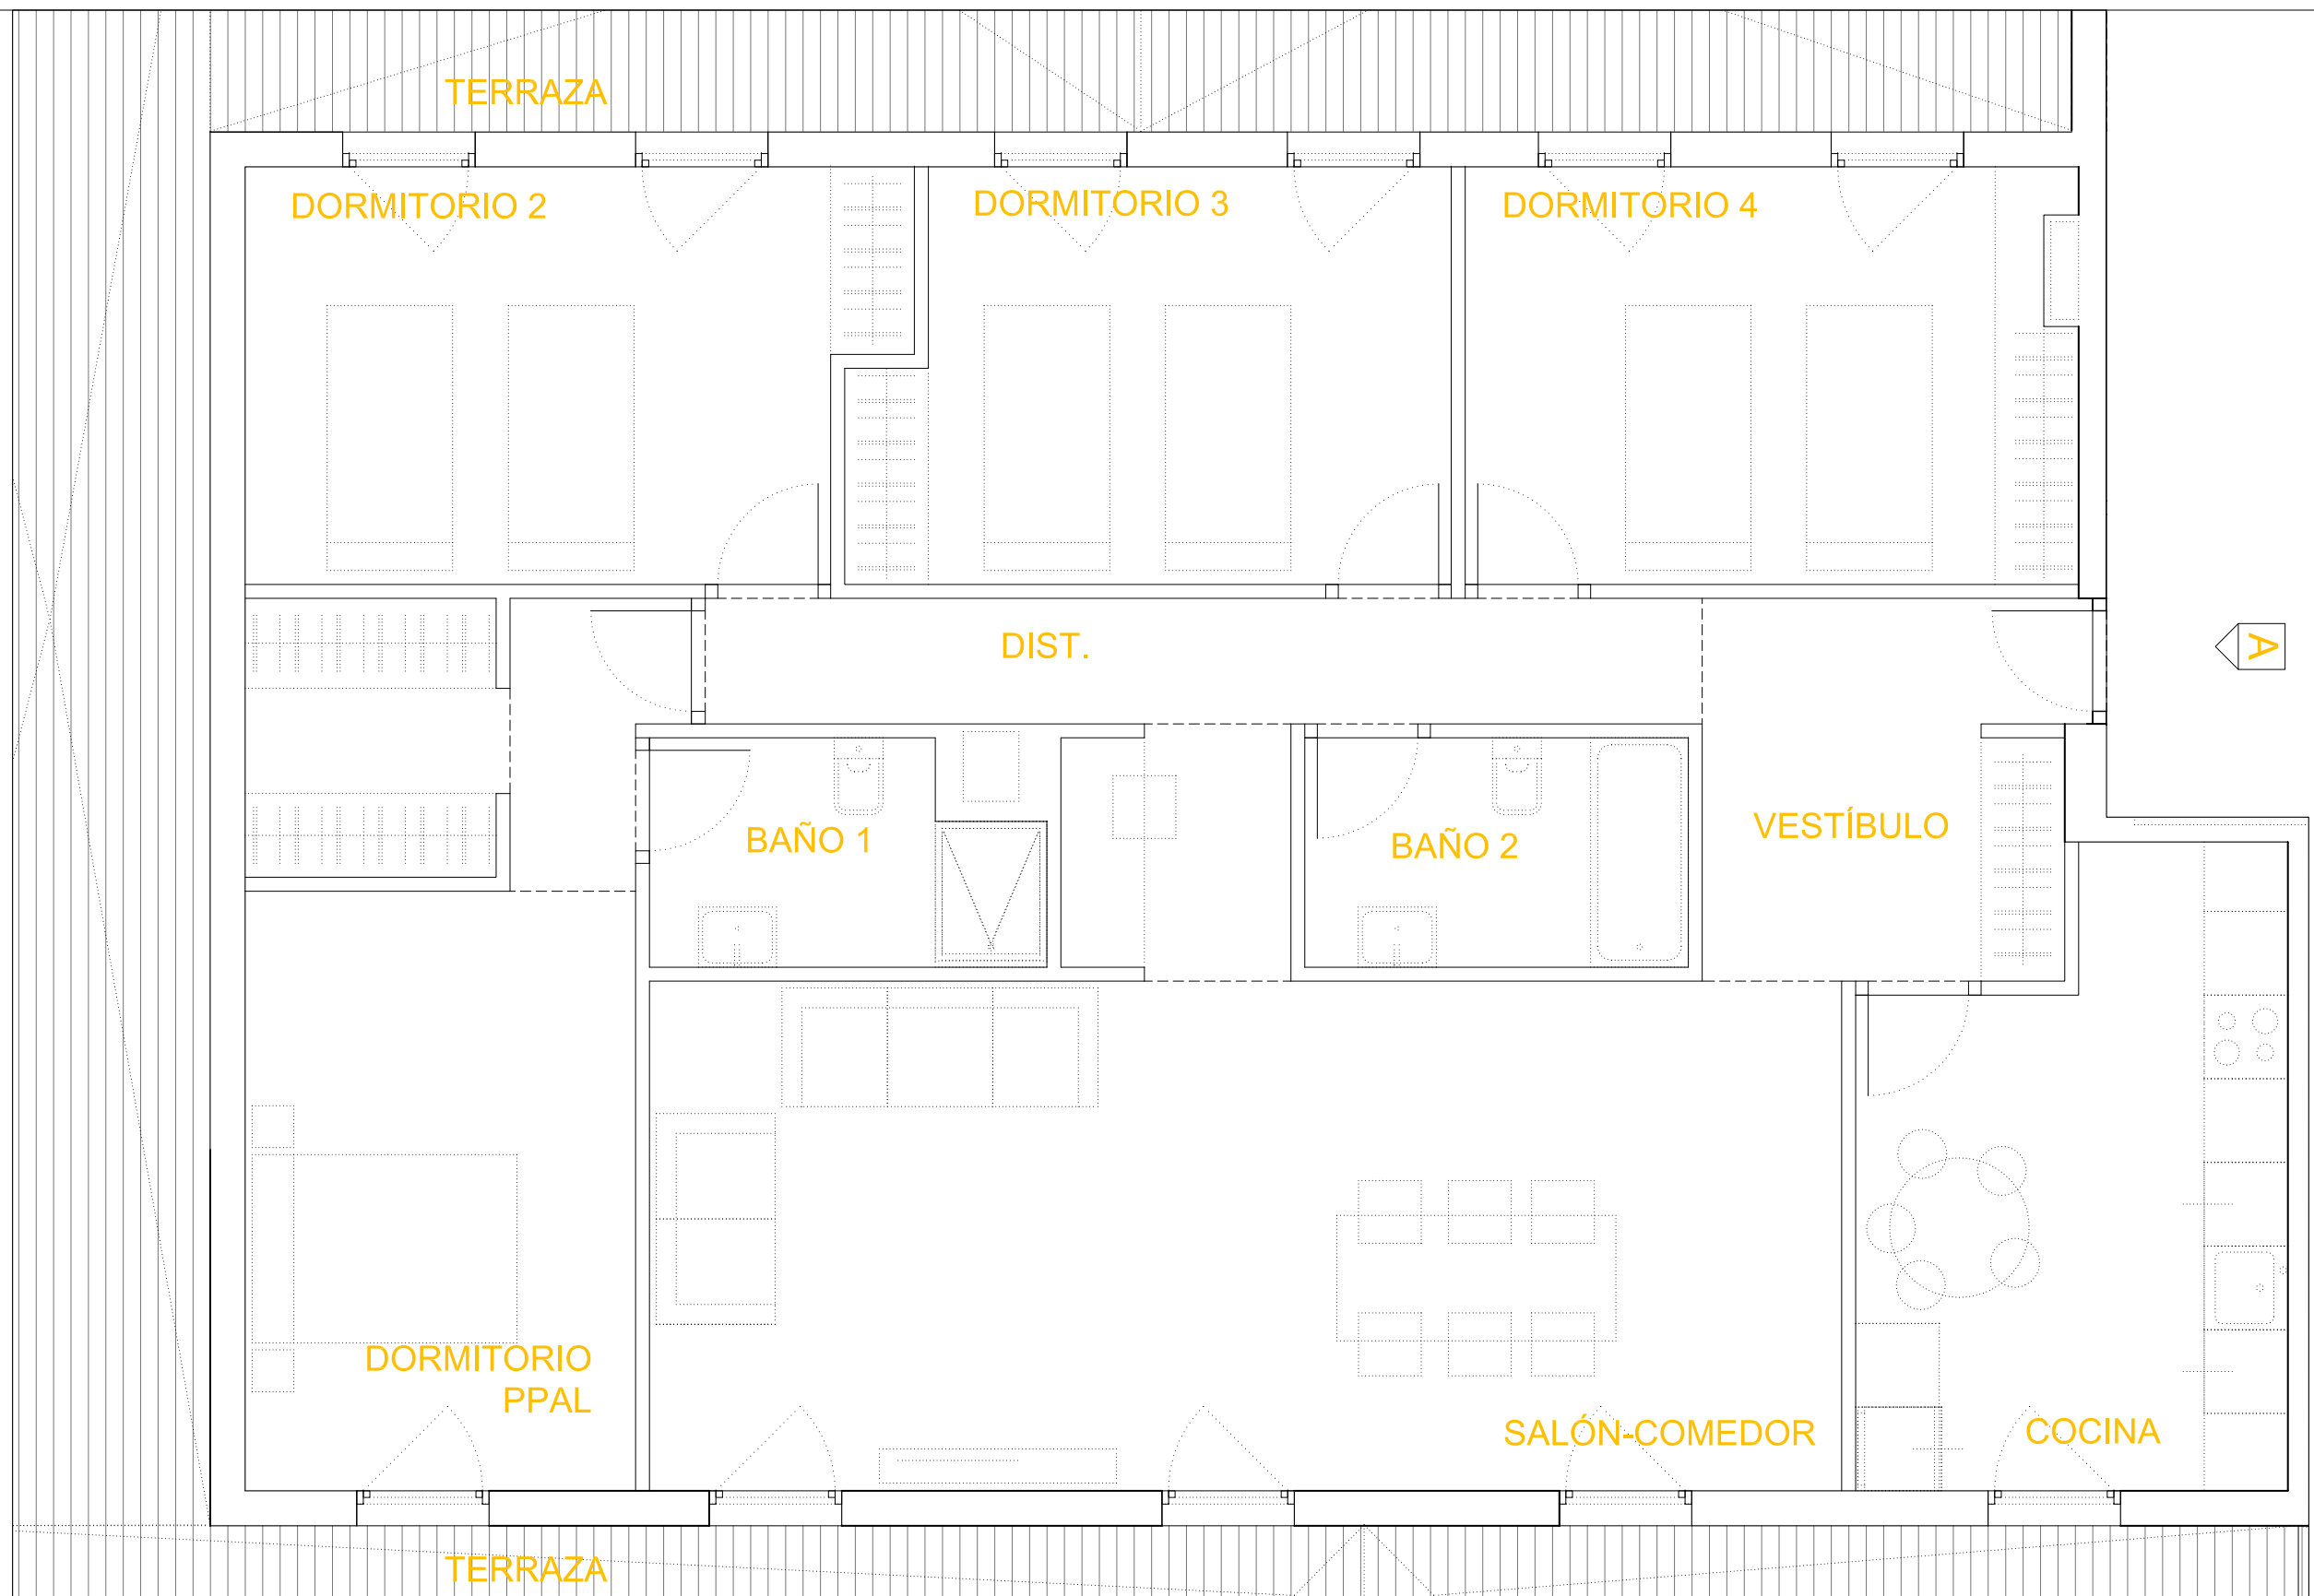 TERRAZA
DORMITORIO 2
DORMITORIO 3
DORMITORIO 4
DIST.
A
BAÑO 1
BAÑO 2
VESTÍBULO
DORMITORIO
PPAL
SALÓN-COMEDOR
COCINA
TERRAZA